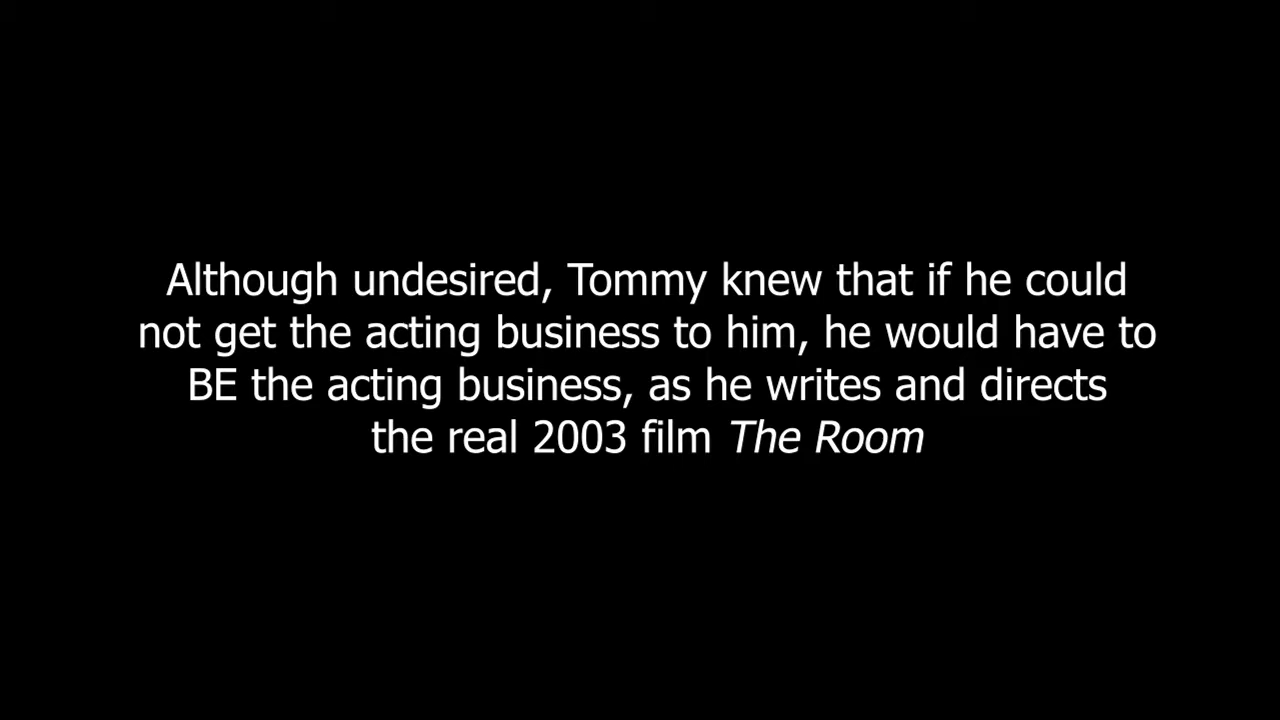 Although undesired, Tommy knew that if he could
not get the acting business to him, he would have to
BE the acting business, as he writes and directs
the real 2003 film The Room